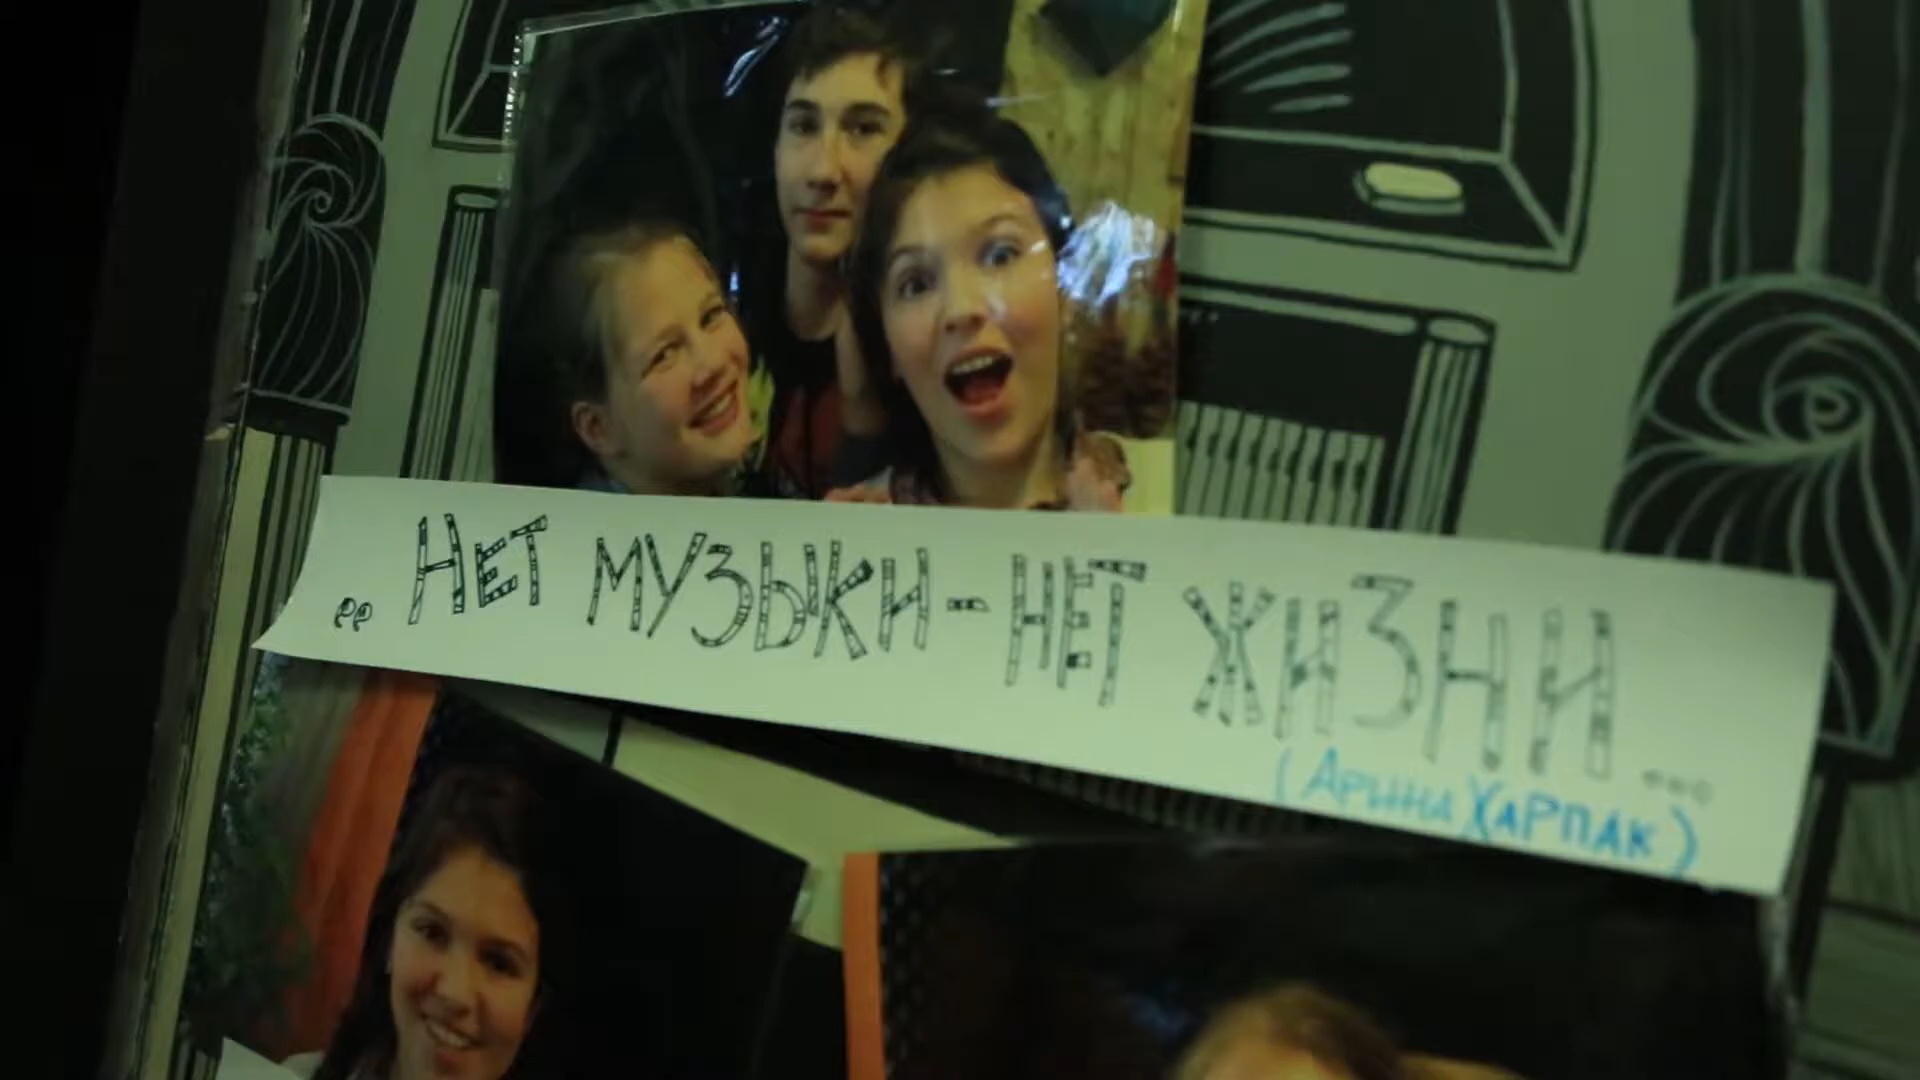 „ НЕТ МУЗЫКИ - НЕТ ЖИЗНИ ...
(АРИНА ХАРПАК)